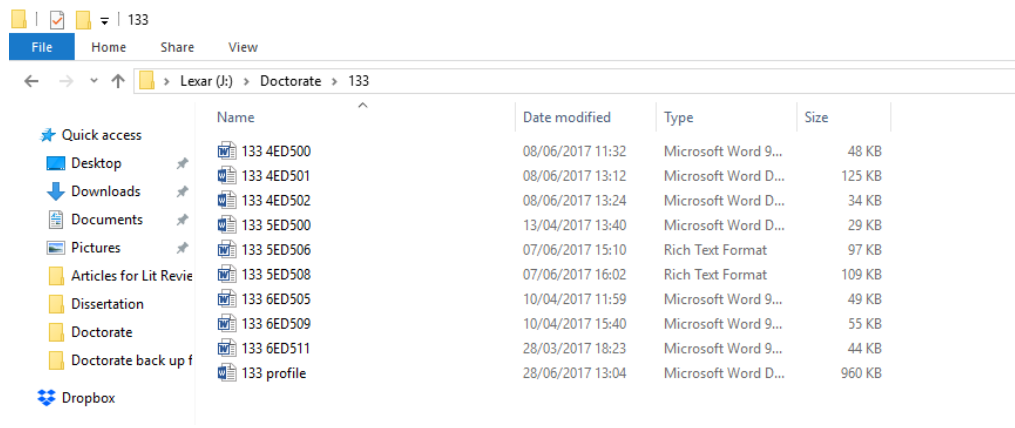 133
File Home Share View
Lexar (J:) Doctorate 133
Name Date modified Type Size
Quick access
Desktop
Downloads
Documents
Pictures
Articles for Lit Revie
Dissertation
Doctorate
Doctorate back up f
Dropbox
133 4ED500 08/06/2017 11:32 Microsoft Word 9... 48 KB
133 4ED501 08/06/2017 13:12 Microsoft Word D... 125 KB
133 4ED502 08/06/2017 13:24 Microsoft Word D... 34 KB
133 5ED500 13/04/2017 13:40 Microsoft Word D... 29 KB
133 5ED506 07/06/2017 15:10 Rich Text Format 97 KB
133 5ED508 07/06/2017 16:02 Rich Text Format 109 KB
133 6ED505 10/04/2017 11:59 Microsoft Word 9... 49 KB
133 6ED509 10/04/2017 15:40 Microsoft Word 9... 55 KB
133 6ED511 28/03/2017 18:23 Microsoft Word 9... 44 KB
133 profile 28/06/2017 13:04 Microsoft Word D... 960 KB